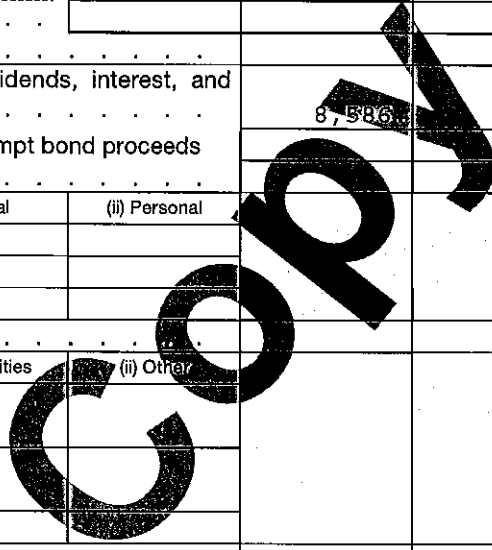 idends, interest, and
8,586
mpt bond proceeds
al (ii) Personal
ities (ii) Other
Copy